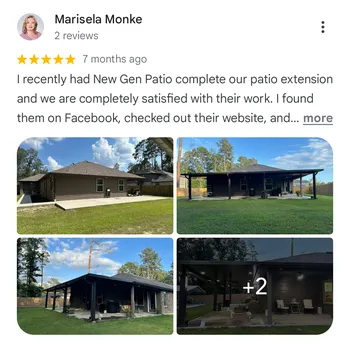 Marisela Monke
2 reviews
7 months ago
I recently had New Gen Patio complete our patio extension
and we are completely satisfied with their work. I found
them on Facebook, checked out their website, and... more
+2